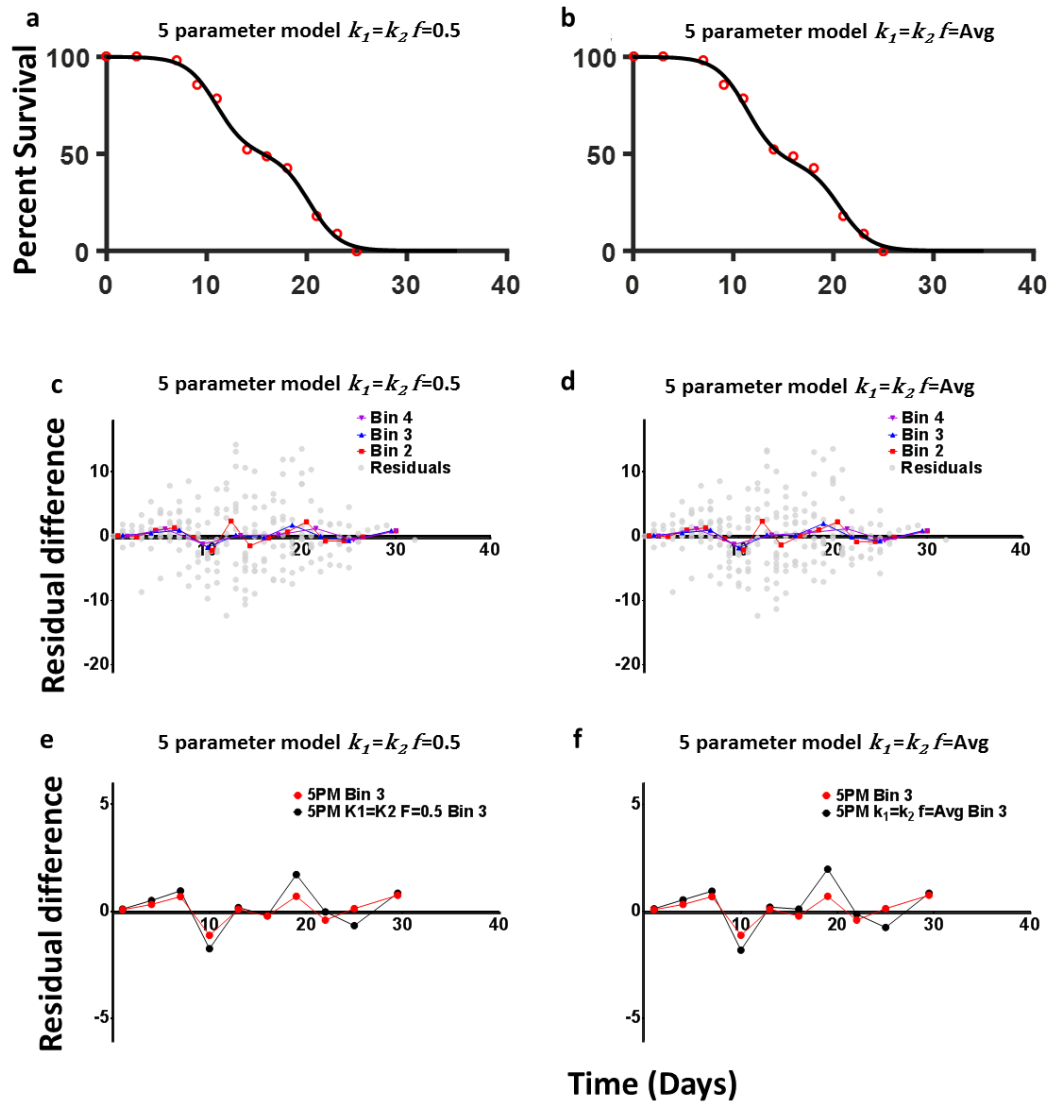 a
5 parameter model k1=k2 f=0.5
b
5 parameter model k1=k2 f=Avg
Percent Survival
100
50
0
0 10 20 30 40
100
50
0
0 10 20 30 40
c
5 parameter model k1=k2 f=0.5
d
5 parameter model k1=k2 f=Avg
Residual difference
Bin 4
Bin 3
Bin 2
Residuals
10
0
-10
-20
10 20 30 40
Bin 4
Bin 3
Bin 2
Residuals
10
0
-10
-20
10 20 30 40
e
5 parameter model k1=k2 f=0.5
f
5 parameter model k1=k2 f=Avg
Residual difference
5PM Bin 3
5PM K1=K2 F=0.5 Bin 3
5
0
-5
10 20 30 40
5PM Bin 3
5PM k1=k2 f=Avg Bin 3
5
0
-5
10 20 30 40
Time (Days)